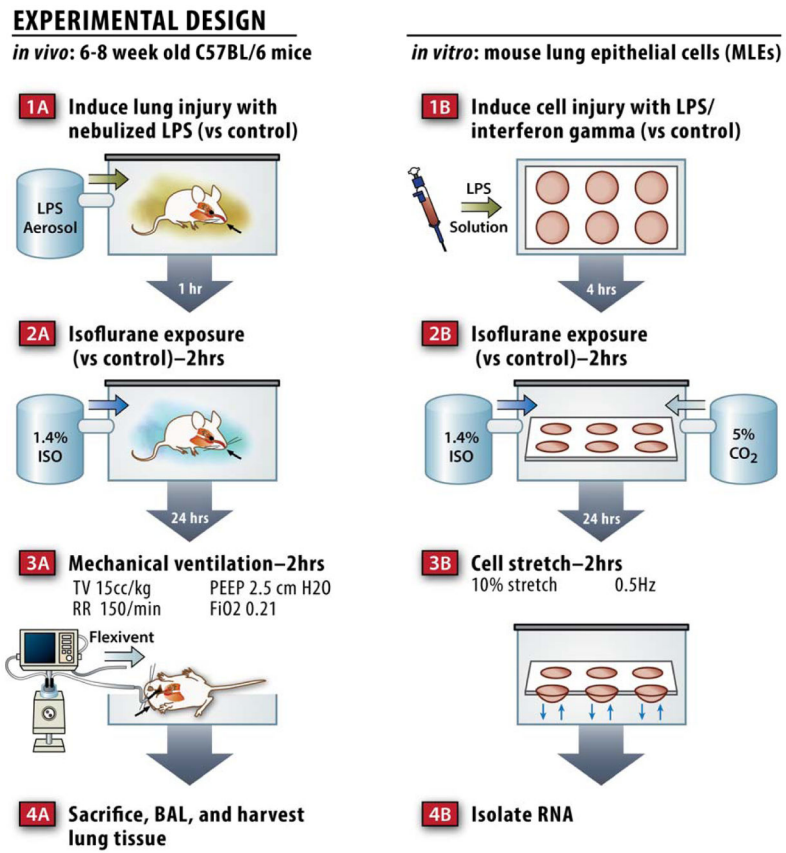 EXPERIMENTAL DESIGN
in vivo: 6-8 week old C57BL/6 mice
1A Induce lung injury with
nebulized LPS (vs control)
LPS
Aerosol
1 hr
2A Isoflurane exposure
(vs control)–2hrs
1.4%
ISO
24 hrs
3A Mechanical ventilation–2hrs
TV 15cc/kg PEEP 2.5 cm H2O
RR 150/min FiO2 0.21
Flexivent
4A Sacrifice, BAL, and harvest
lung tissue
in vitro: mouse lung epithelial cells (MLEs)
1B Induce cell injury with LPS/
interferon gamma (vs control)
LPS
Solution
4 hrs
2B Isoflurane exposure
(vs control)–2hrs
1.4%
ISO
5%
CO2
24 hrs
3B Cell stretch–2hrs
10% stretch 0.5Hz
4B Isolate RNA